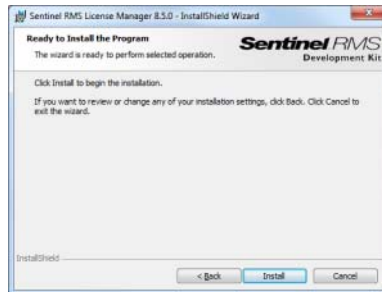 Sentinel RMS License Manager 8.5.0 - InstallShield Wizard
Ready to Install the Program
The wizard is ready to perform selected operation.
Sentinel RMS
Development Kit
Click Install to begin the installation.
If you want to review or change any of your installation settings, click Back. Click Cancel to
exit the wizard.
InstallShield
< Back
Install
Cancel